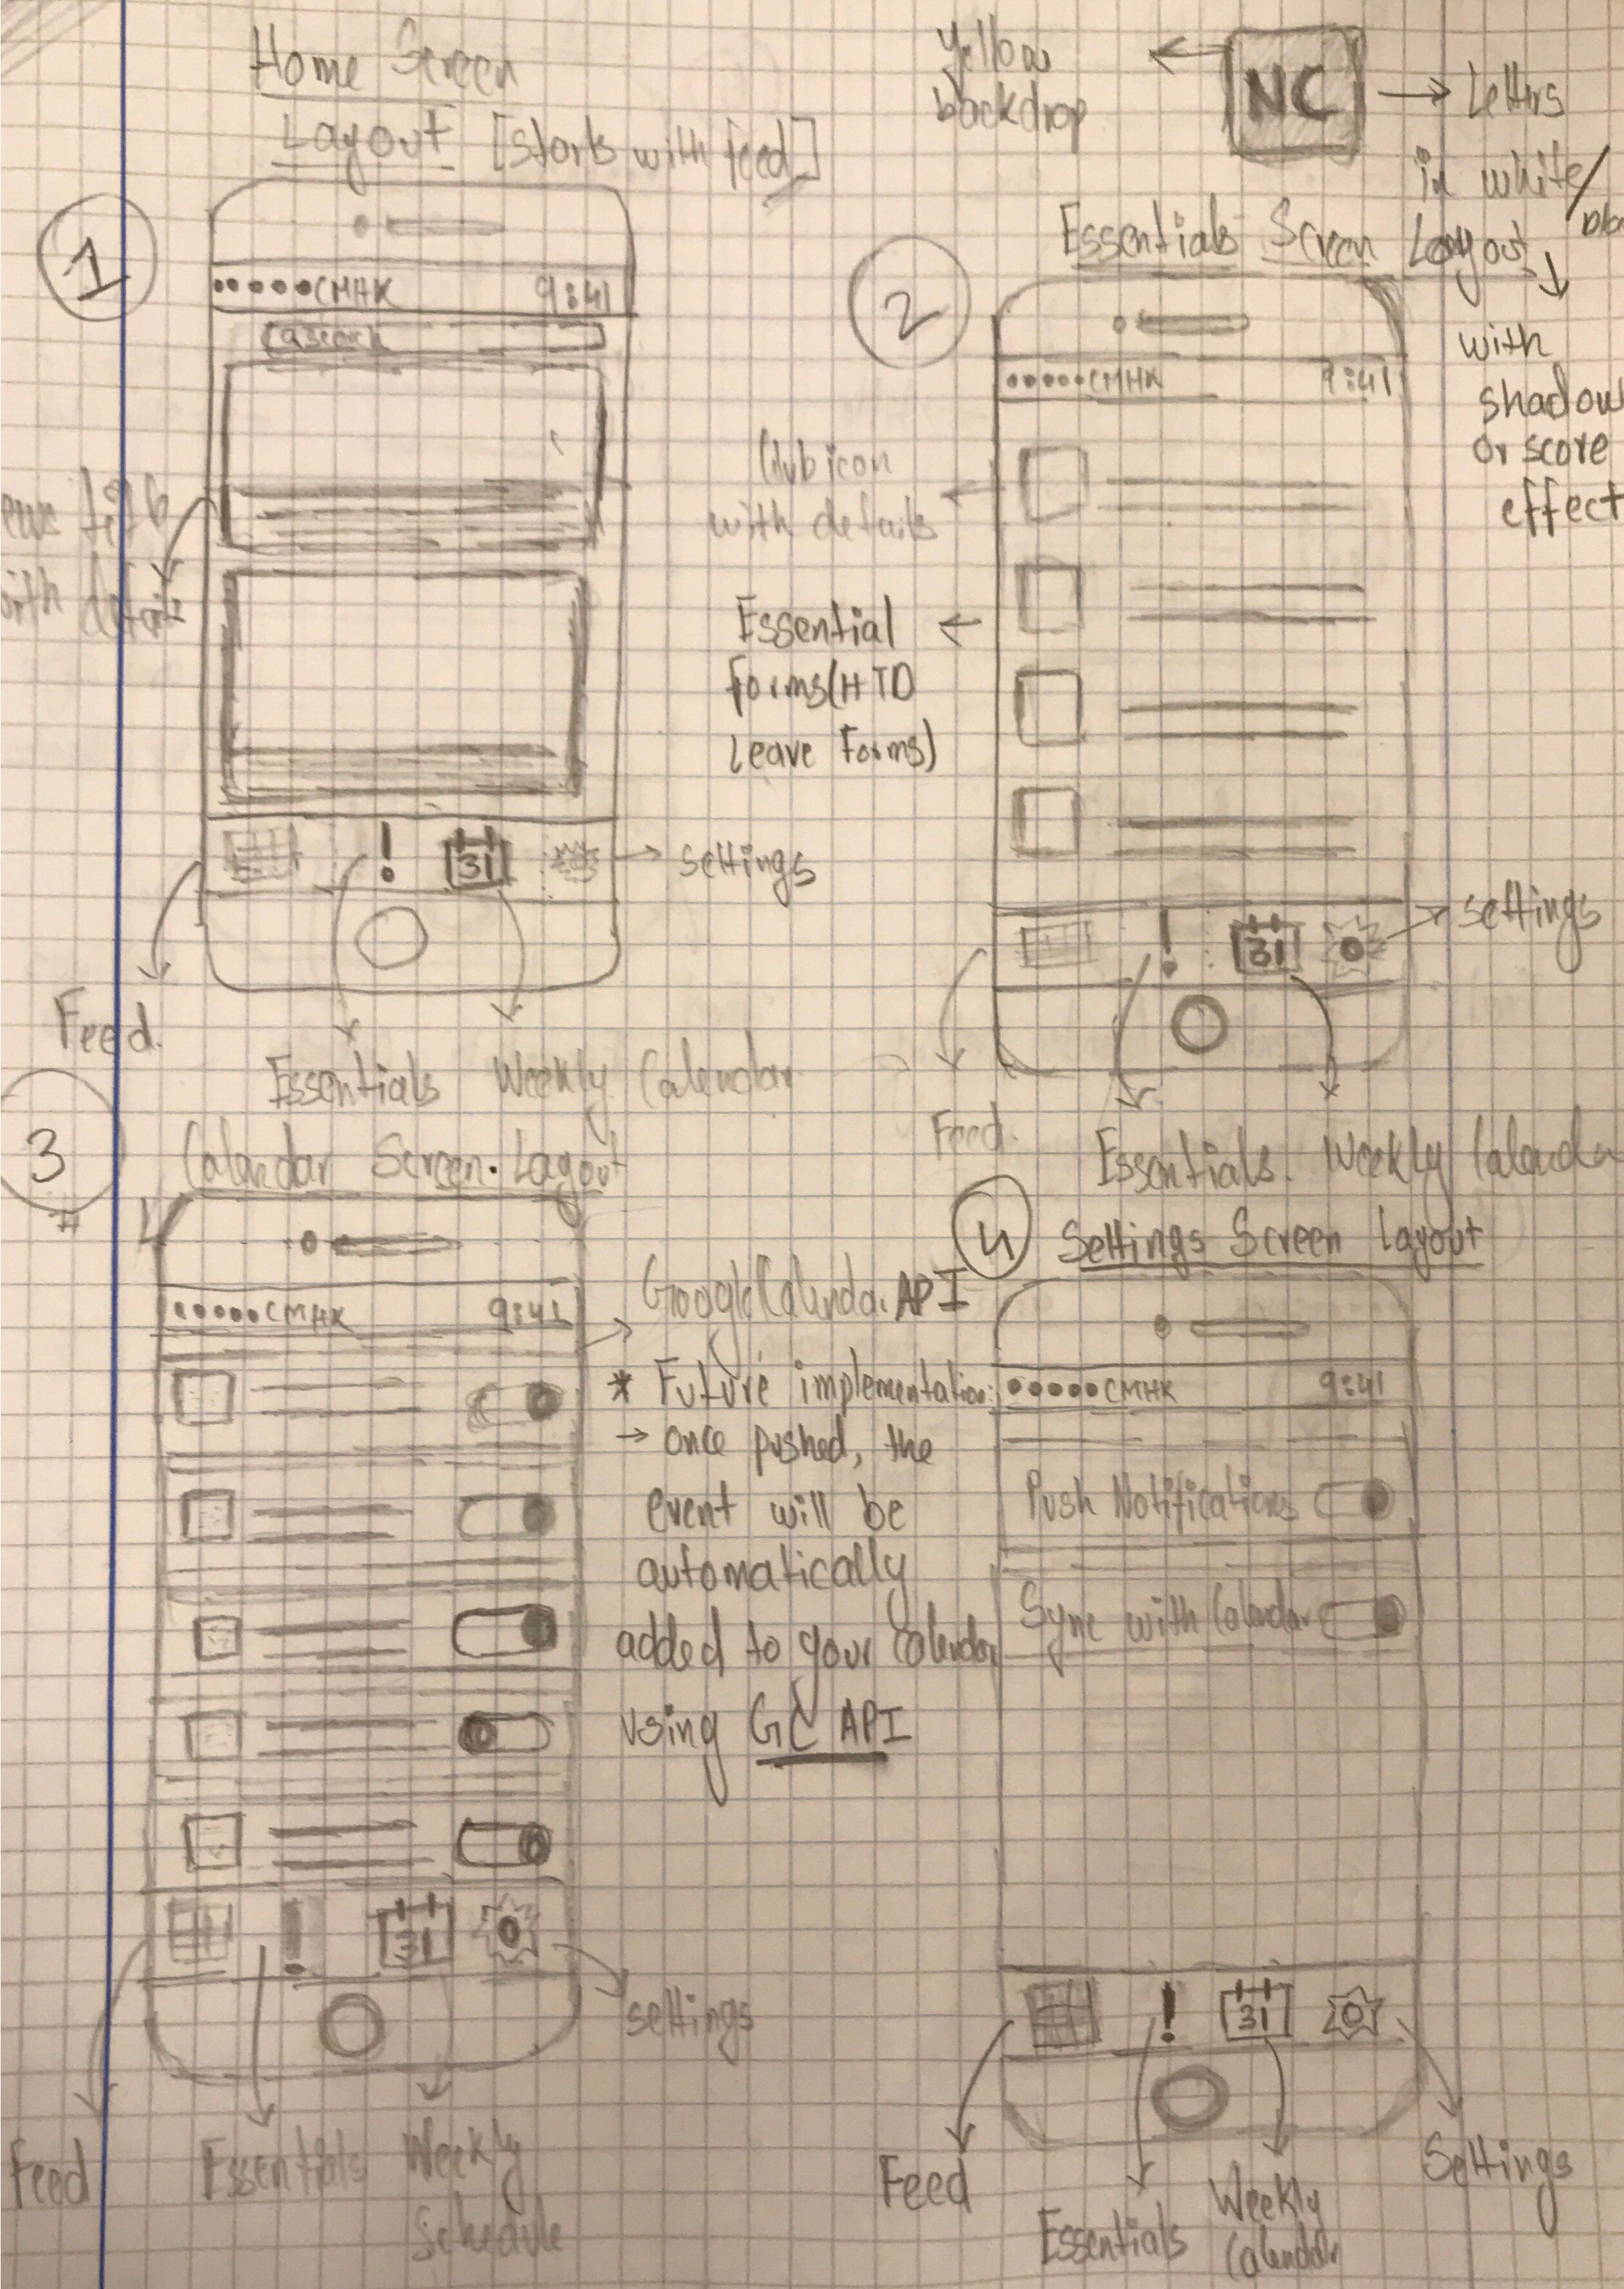 Home Screen
Layout [starts with feed]
Yellow
backdrop
NC
Letters
in white/
with
shadow
or score
effect
1
•••••CMHK 9:41
search
with
Feed.
Essentials
Weekly Calendar
31
settings
2
Essentials Screen Layout
•••••CMHK 9:41
Club icon
with details
Essential
forms(HTD
Leave Forms)
31
settings
Feed.
Essentials.
Weekly Calendar
3
Calendar Screen. Layout
•••••CMHK 9:41
Google Calendar API
* Future implementation:
→ once pushed, the
event will be
automatically
added to your Calendar
using GC API
31
settings
Feed
Essentials
Weekly
Schedule
4
Settings Screen Layout
•••••CMHK 9:41
Push Notifications
Sync with Calendar
31
Feed
Essentials
Weekly
Calendar
Settings